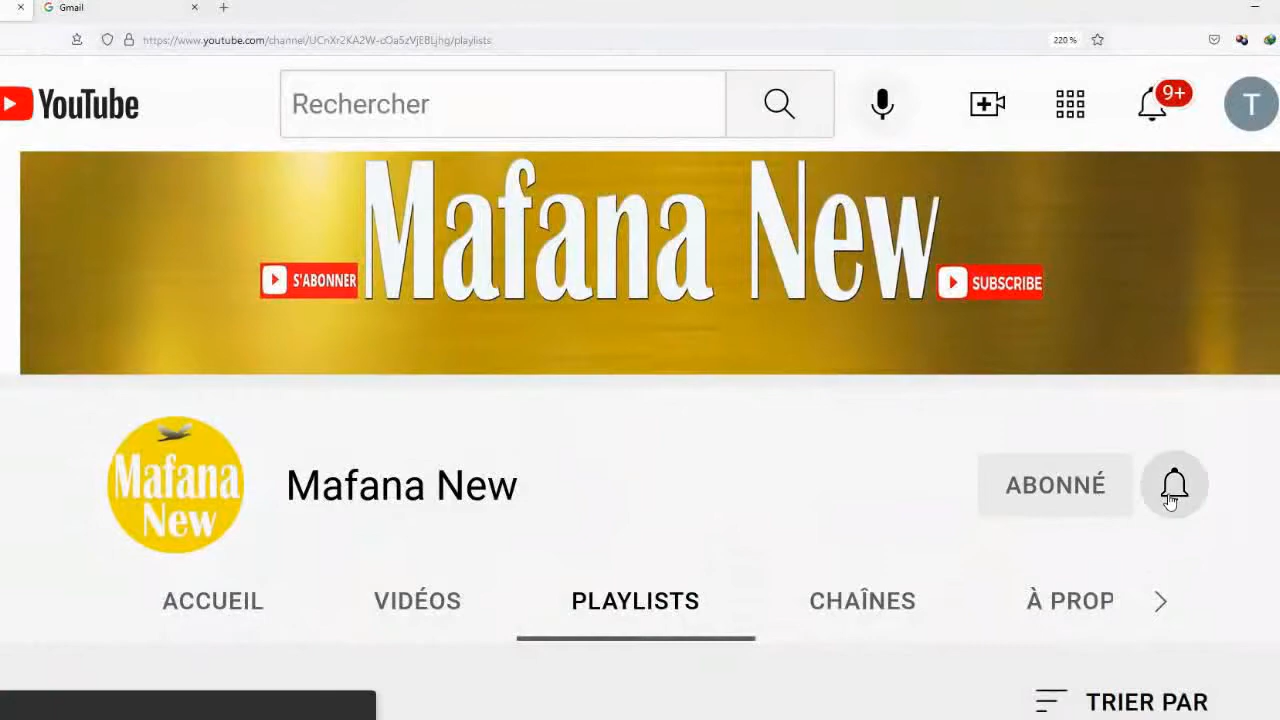 Gmail
https://www.youtube.com/channel/UCnXr2KA2W-cOa5zVjEBLjhg/playlists
220 %
YouTube
Rechercher
9+
T
Mafana New
S'ABONNER
SUBSCRIBE
Mafana
New
Mafana New
ABONNÉ
ACCUEIL
VIDÉOS
PLAYLISTS
CHAÎNES
À PROP
TRIER PAR